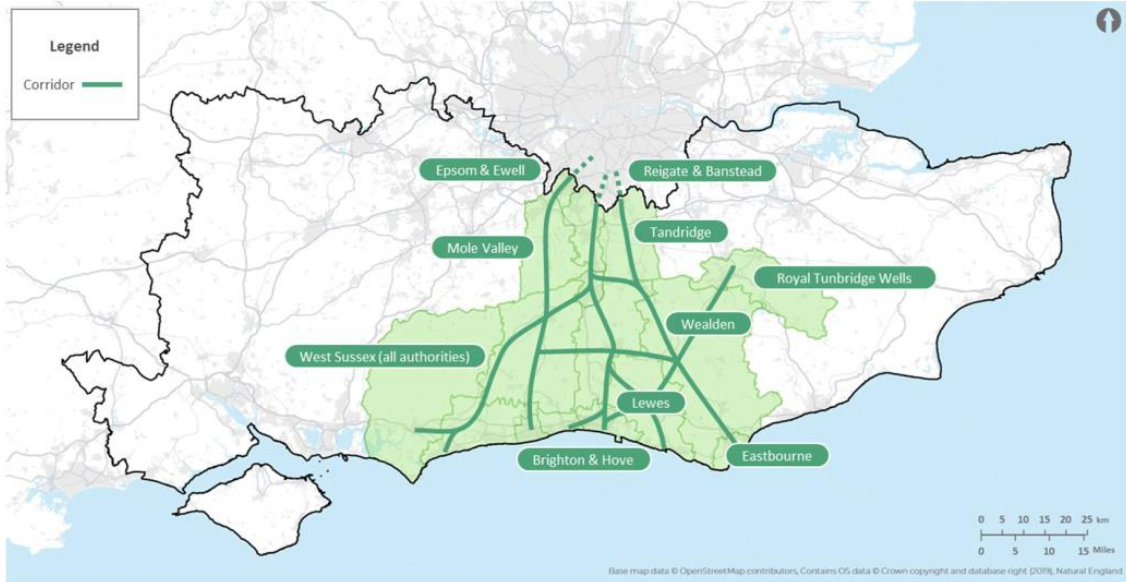 Legend
Corridor
Epsom & Ewell
Reigate & Banstead
Mole Valley
Tandridge
Royal Tunbridge Wells
Wealden
West Sussex (all authorities)
Lewes
Brighton & Hove
Eastbourne
0 5 10 15 20 25 km
0 5 10 15 Miles
Base map data © OpenStreetMap contributors, Contains OS data © Crown copyright and database right (2019), Natural England